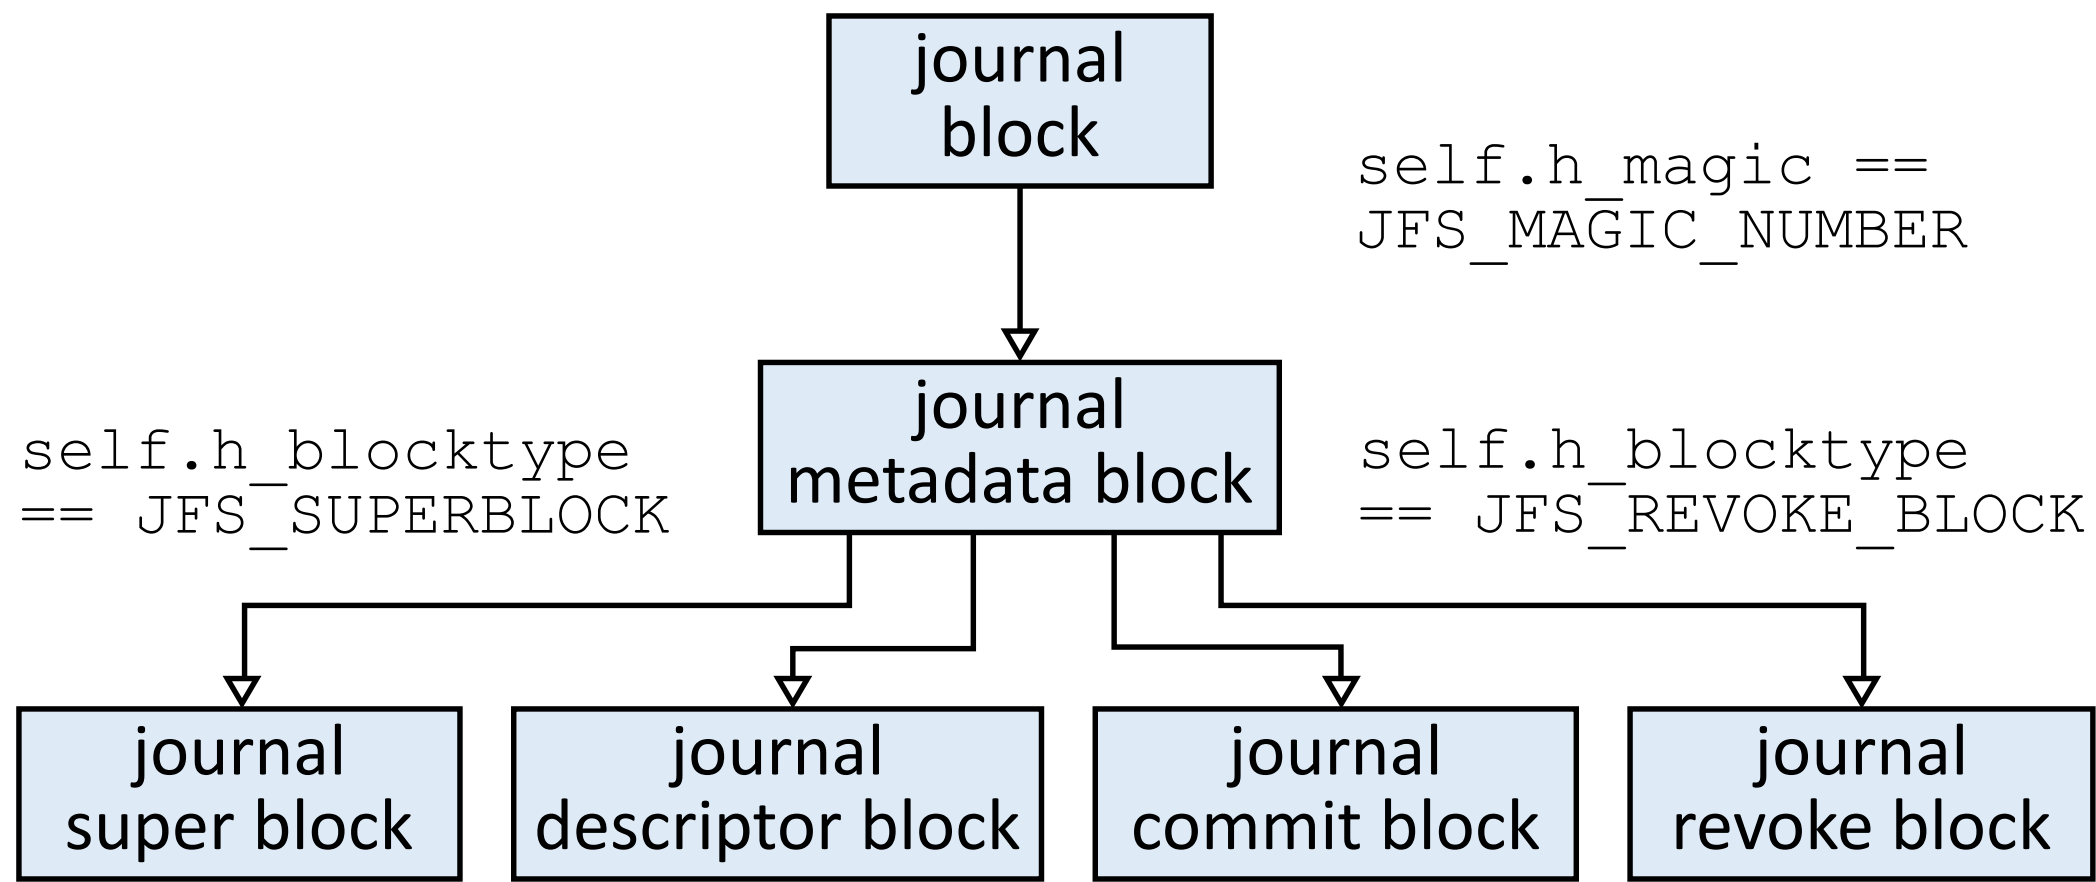 journal
block
self.h_magic ==
JFS_MAGIC_NUMBER
journal
metadata block
self.h_blocktype
== JFS_SUPERBLOCK
self.h_blocktype
== JFS_REVOKE_BLOCK
journal
super block
journal
descriptor block
journal
commit block
journal
revoke block